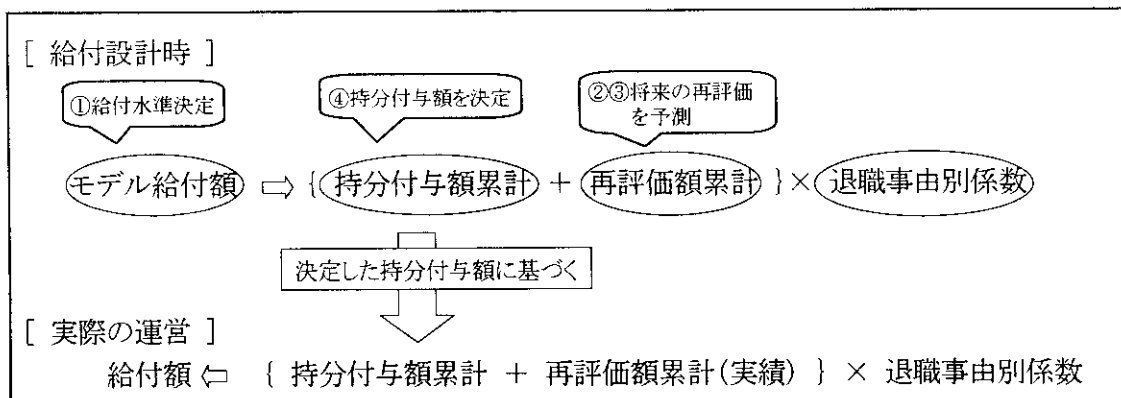 [ 給付設計時 ]
①給付水準決定
④持分付与額を決定
②③将来の再評価
を予測
モデル給付額 ⇨ {持分付与額累計 + 再評価額累計 }×退職事由別係数
決定した持分付与額に基づく
[ 実際の運営 ]
給付額 ⇦ { 持分付与額累計 + 再評価額累計(実績) } × 退職事由別係数